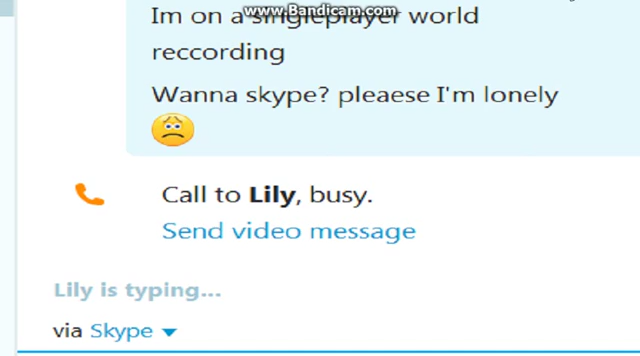 www.Bandicam.com
Im on a singleplayer world
reccording
Wanna skype? pleaese I'm lonely
Call to Lily, busy.
Send video message
Lily is typing...
via Skype